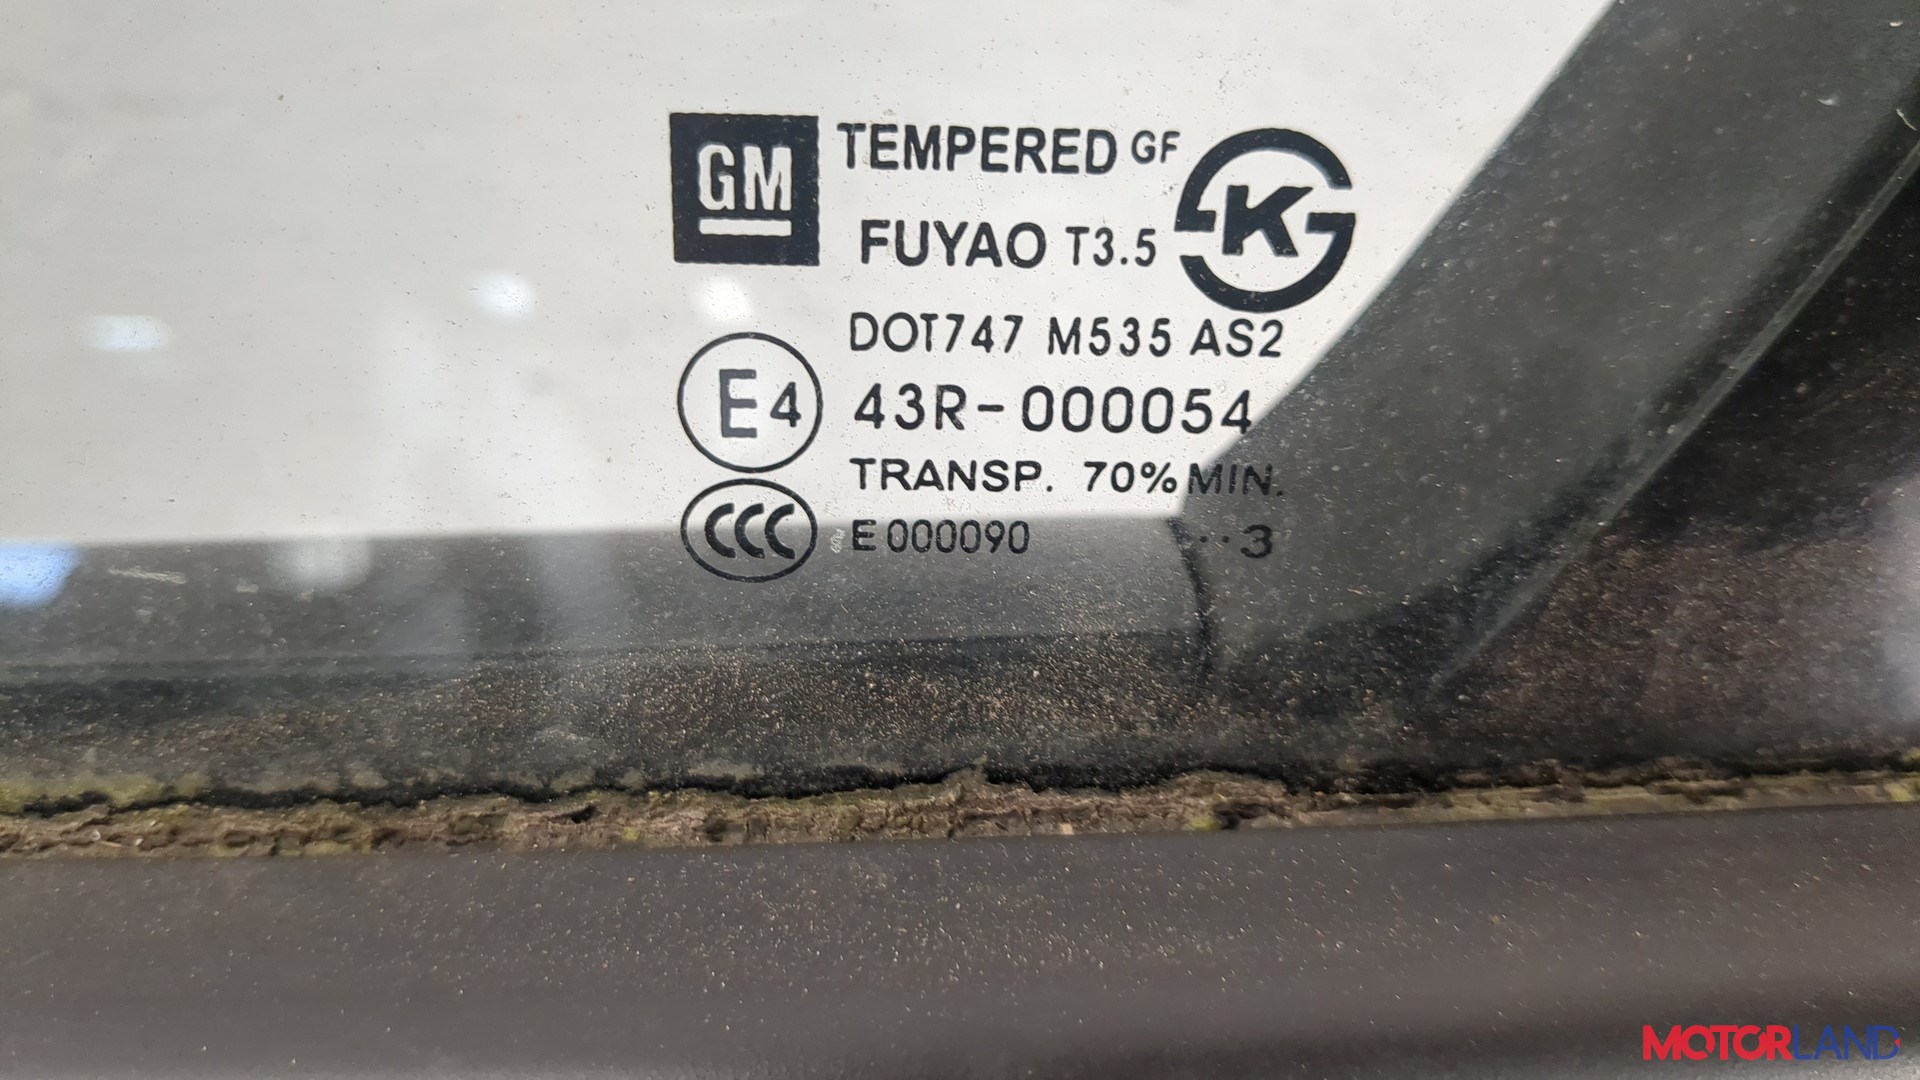 GM TEMPERED GF
FUYAO T3.5
K
DOT747 M535 AS2
E4 43R-000054
TRANSP. 70% MIN.
CCC E000090 ..3
MOTORLAND